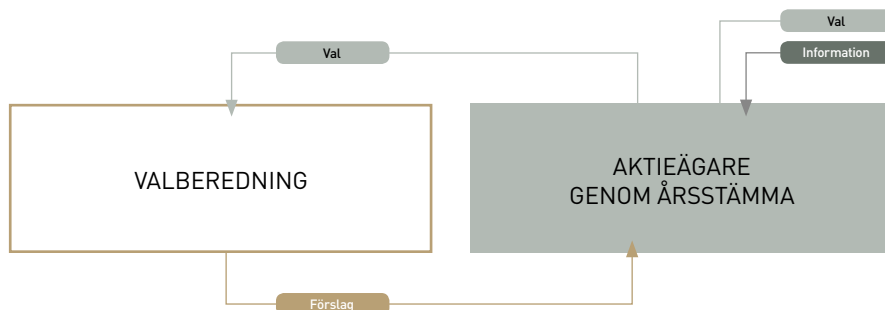 Val
Information
Val
VALBEREDNING
AKTIEÄGARE
GENOM ÅRSSTÄMMA
Förslag